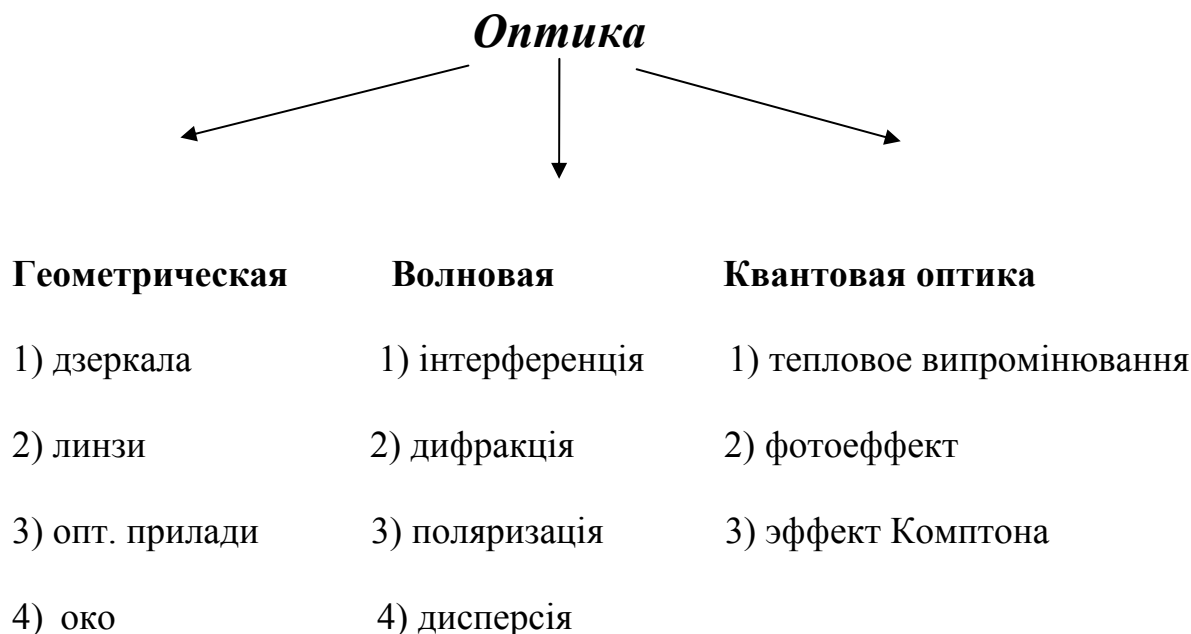 Оптика
Геометрическая Волновая Квантовая оптика
1) дзеркала 1) інтерференція 1) тепловое випромінювання
2) линзи 2) дифракція 2) фотоеффект
3) опт. прилади 3) поляризація 3) эффект Комптона
4) око 4) дисперсія